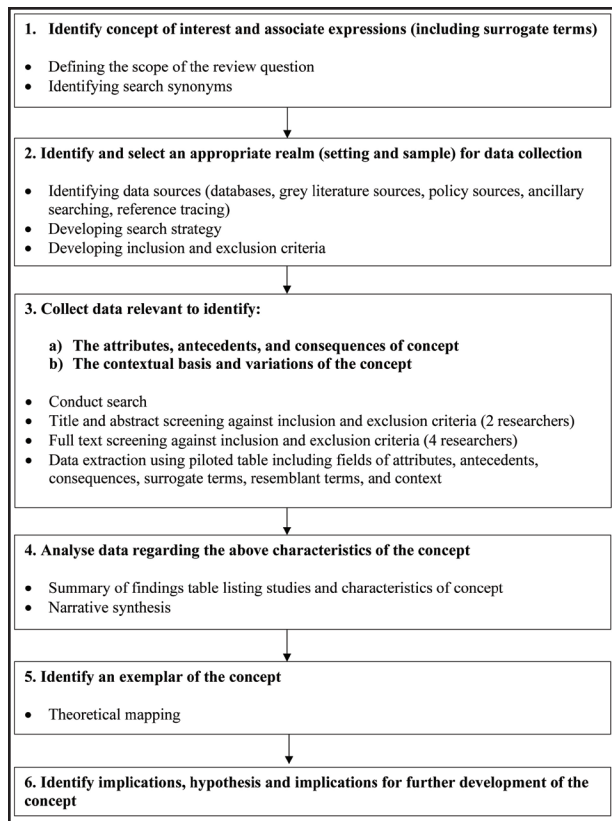 1. Identify concept of interest and associate expressions (including surrogate terms)
• Defining the scope of the review question
• Identifying search synonyms
2. Identify and select an appropriate realm (setting and sample) for data collection
• Identifying data sources (databases, grey literature sources, policy sources, ancillary
searching, reference tracing)
• Developing search strategy
• Developing inclusion and exclusion criteria
3. Collect data relevant to identify:
a) The attributes, antecedents, and consequences of concept
b) The contextual basis and variations of the concept
• Conduct search
• Title and abstract screening against inclusion and exclusion criteria (2 researchers)
• Full text screening against inclusion and exclusion criteria (4 researchers)
• Data extraction using piloted table including fields of attributes, antecedents,
consequences, surrogate terms, resemblant terms, and context
4. Analyse data regarding the above characteristics of the concept
• Summary of findings table listing studies and characteristics of concept
• Narrative synthesis
5. Identify an exemplar of the concept
• Theoretical mapping
6. Identify implications, hypothesis and implications for further development of the
concept